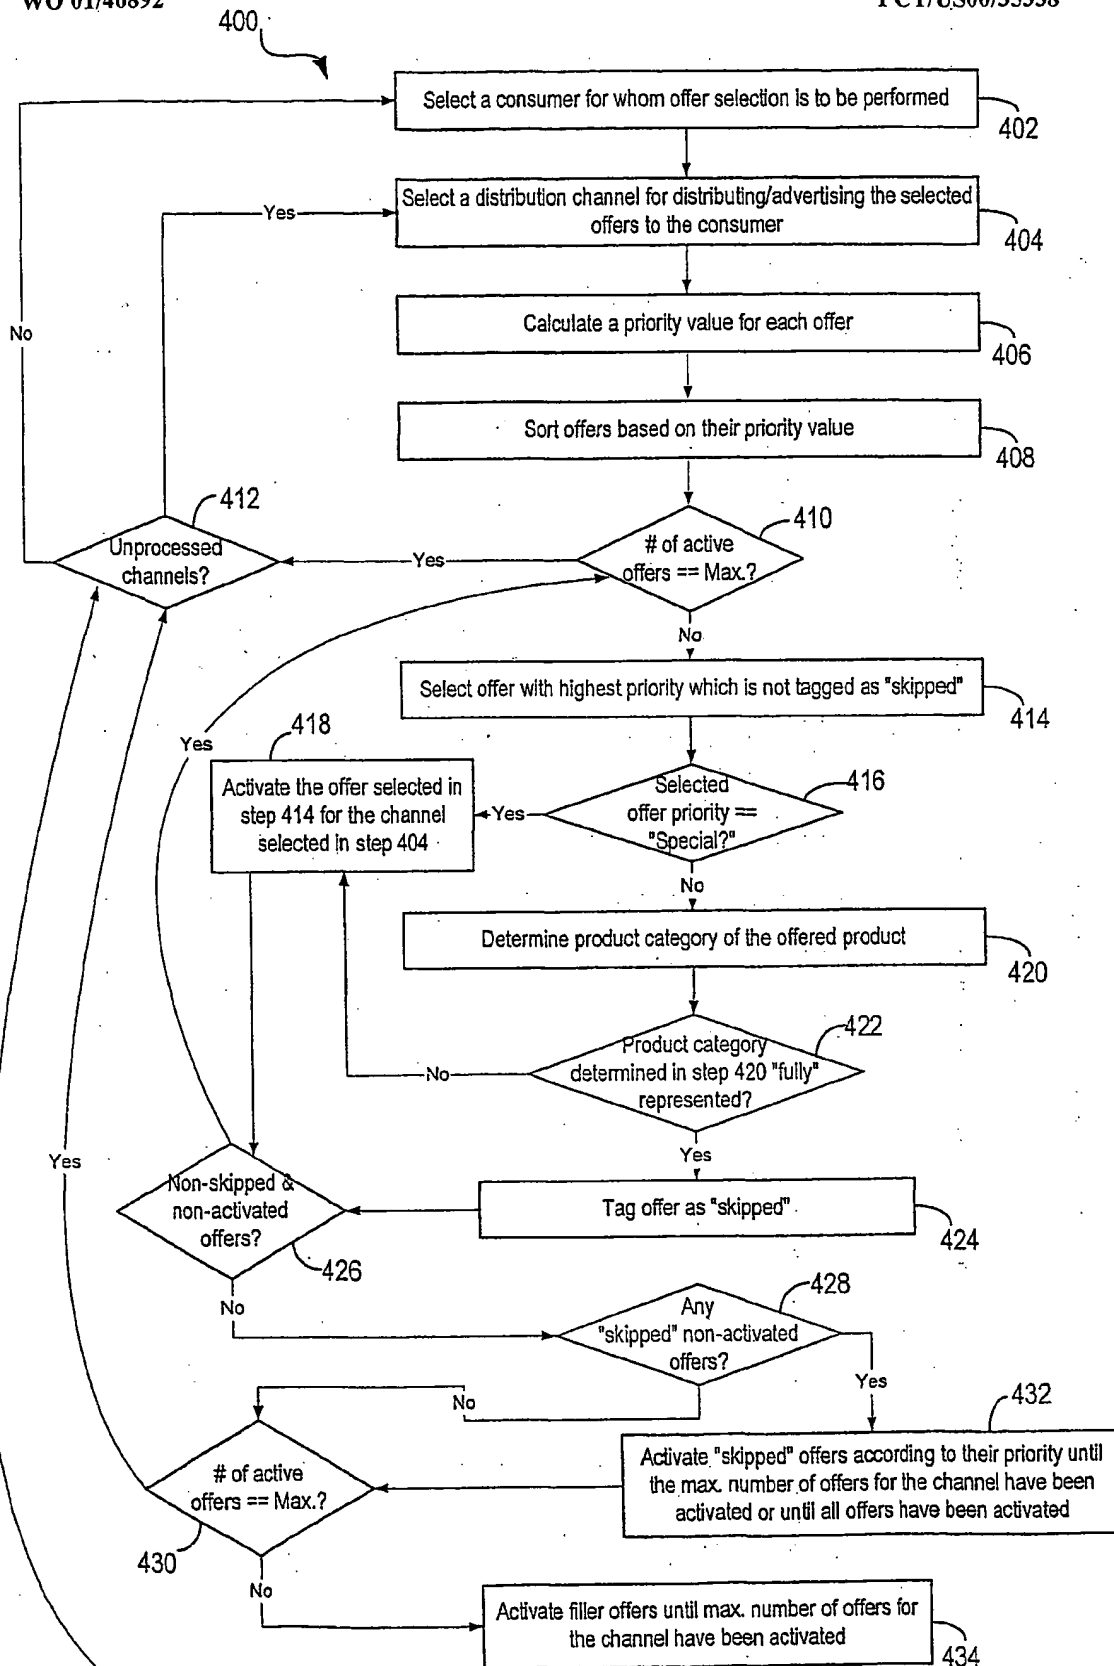 WO 01/40892
PCT/US00/33338
400
Select a consumer for whom offer selection is to be performed
402
Select a distribution channel for distributing/advertising the selected
offers to the consumer
404
Yes
Calculate a priority value for each offer
406
No
Sort offers based on their priority value
408
412
Unprocessed
channels?
Yes
410
# of active
offers == Max.?
No
Select offer with highest priority which is not tagged as "skipped"
414
418
Yes
Activate the offer selected in
step 414 for the channel
selected in step 404
Yes
416
Selected
offer priority ==
"Special?"
No
Determine product category of the offered product
420
422
Product category
determined in step 420 "fully"
represented?
No
Yes
Yes
Non-skipped &
non-activated
offers?
426
Tag offer as "skipped"
424
No
428
Any
"skipped" non-activated
offers?
Yes
No
432
Activate "skipped" offers according to their priority until
the max. number of offers for the channel have been
activated or until all offers have been activated
# of active
offers == Max.?
430
No
Activate filler offers until max. number of offers for
the channel have been activated
434